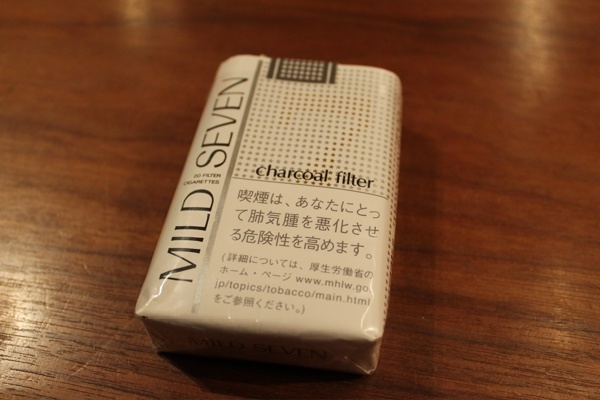 MILD SEVEN
20 FILTER
CIGARETTES
charcoal filter
喫煙は、あなたにとっ
て肺気腫を悪化させ
る危険性を高めます。
(詳細については、厚生労働省の
ホーム・ページ www.mhlw.go.
jp/topics/tobacco/main.html
をご参照ください。)
MILD SEVEN